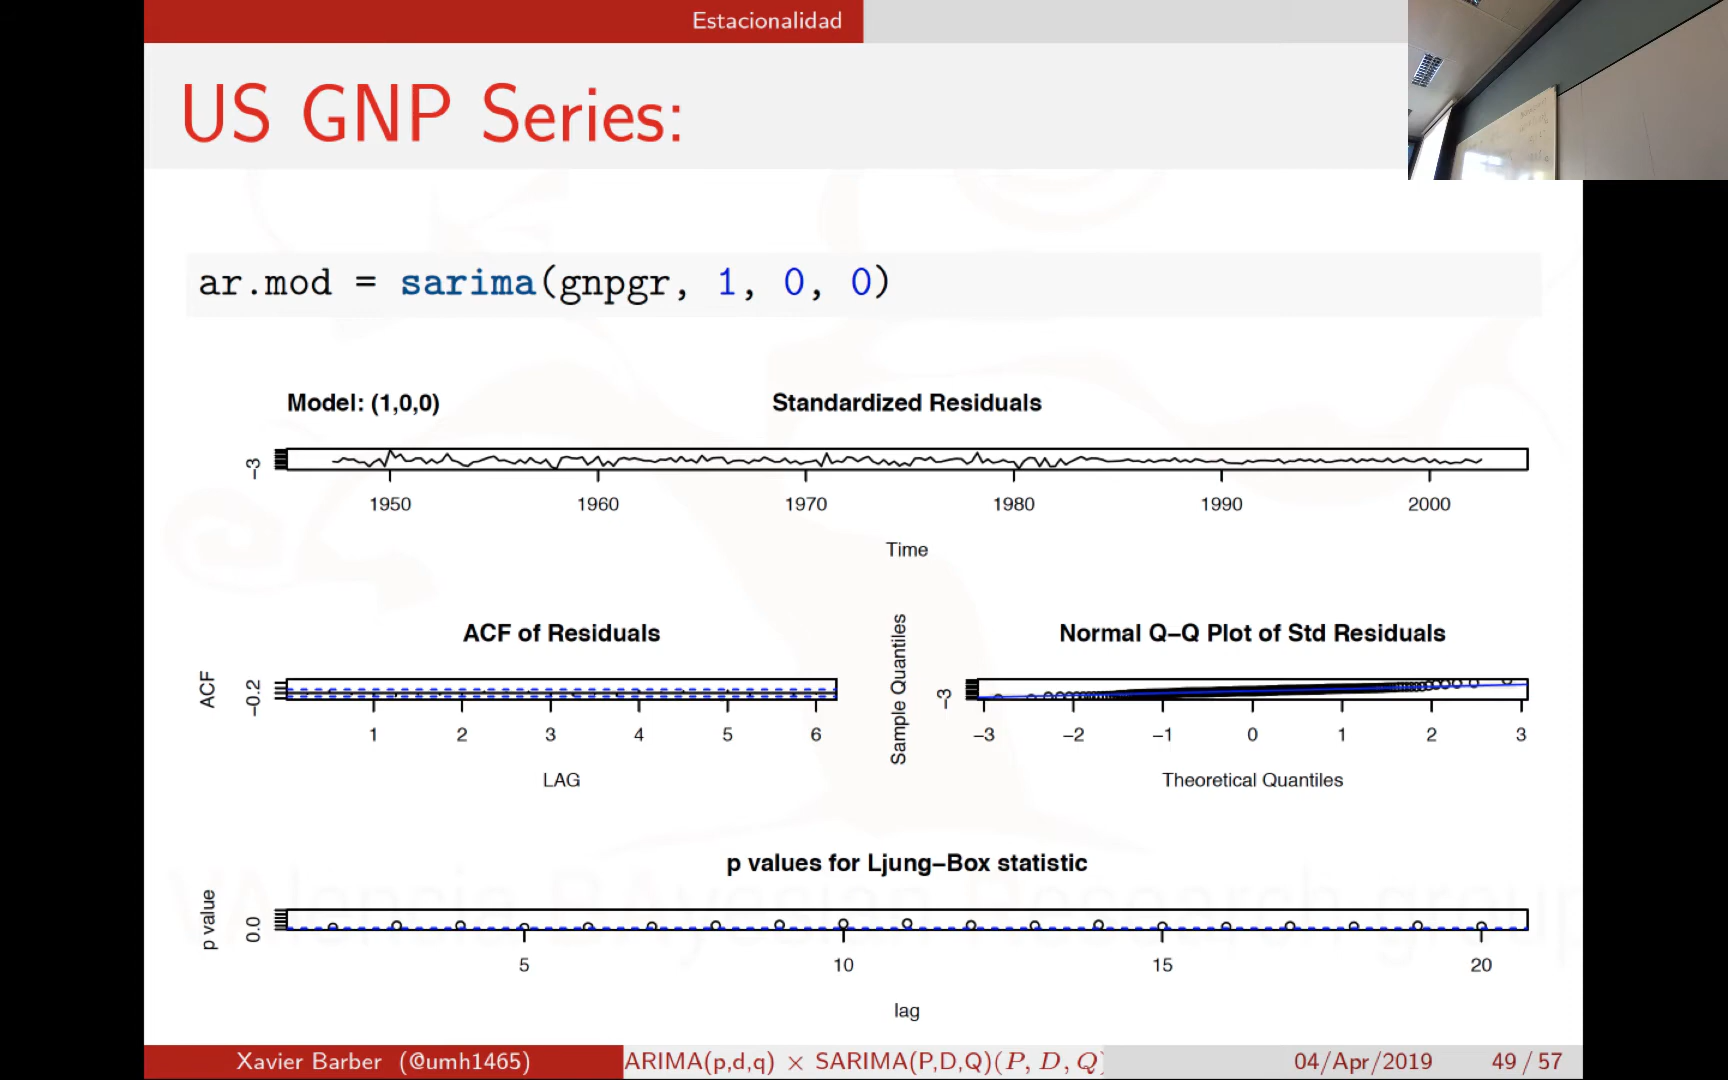 Estacionalidad
US GNP Series:
ar.mod = sarima(gnpgr, 1, 0, 0)
Model: (1,0,0)
Standardized Residuals
−3
1950 1960 1970 1980 1990 2000
Time
ACF of Residuals
ACF
−0.2
1 2 3 4 5 6
LAG
Normal Q−Q Plot of Std Residuals
Sample Quantiles
−3
−3 −2 −1 0 1 2 3
Theoretical Quantiles
p values for Ljung−Box statistic
p value
0.0
5 10 15 20
lag
Valencia BAyesian Research group
Xavier Barber (@umh1465)
ARIMA(p,d,q) × SARIMA(P,D,Q)(P, D, Q)
04/Apr/2019
49 / 57